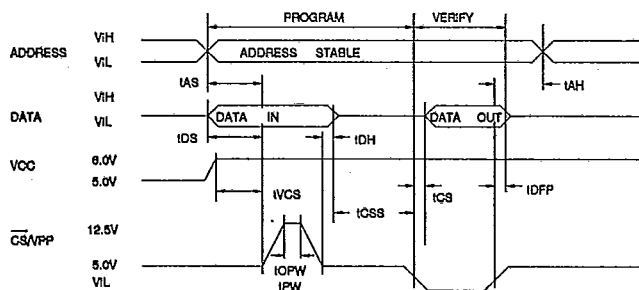 PROGRAM VERIFY
ADDRESS ViH
ViL ADDRESS STABLE
tAS tAH
DATA ViH
ViL DATA IN DATA OUT
tDS tDH
VCC 6.0V
5.0V tVCS tCS tDFP
tCSS
CS/VPP 12.5V
tOPW
5.0V tPW
ViL